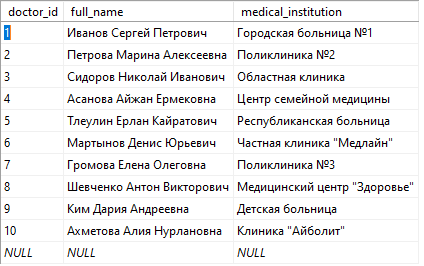 doctor_id full_name medical_institution
1 Иванов Сергей Петрович Городская больница №1
2 Петрова Марина Алексеевна Поликлиника №2
3 Сидоров Николай Иванович Областная клиника
4 Асанова Айжан Ермековна Центр семейной медицины
5 Тлеулин Ерлан Кайратович Республиканская больница
6 Мартынов Денис Юрьевич Частная клиника "Медлайн"
7 Громова Елена Олеговна Поликлиника №3
8 Шевченко Антон Викторович Медицинский центр "Здоровье"
9 Ким Дария Андреевна Детская больница
10 Ахметова Алия Нурлановна Клиника "Айболит"
NULL NULL NULL